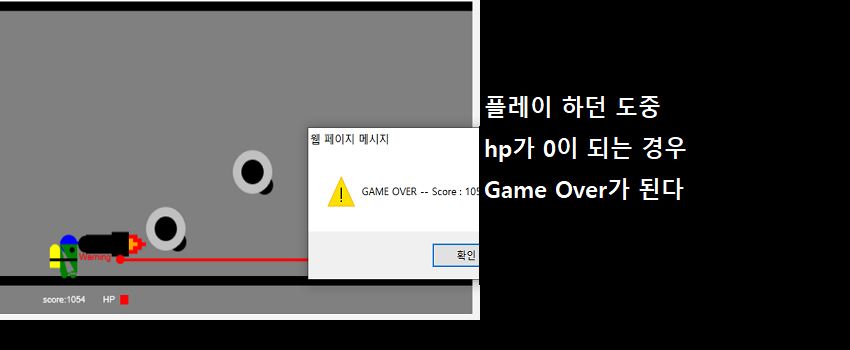 플레이 하던 도중
hp가 0이 되는 경우
Game Over가 된다
웹 페이지 메시지
GAME OVER -- Score : 105
확인
Warning
score:1054 HP